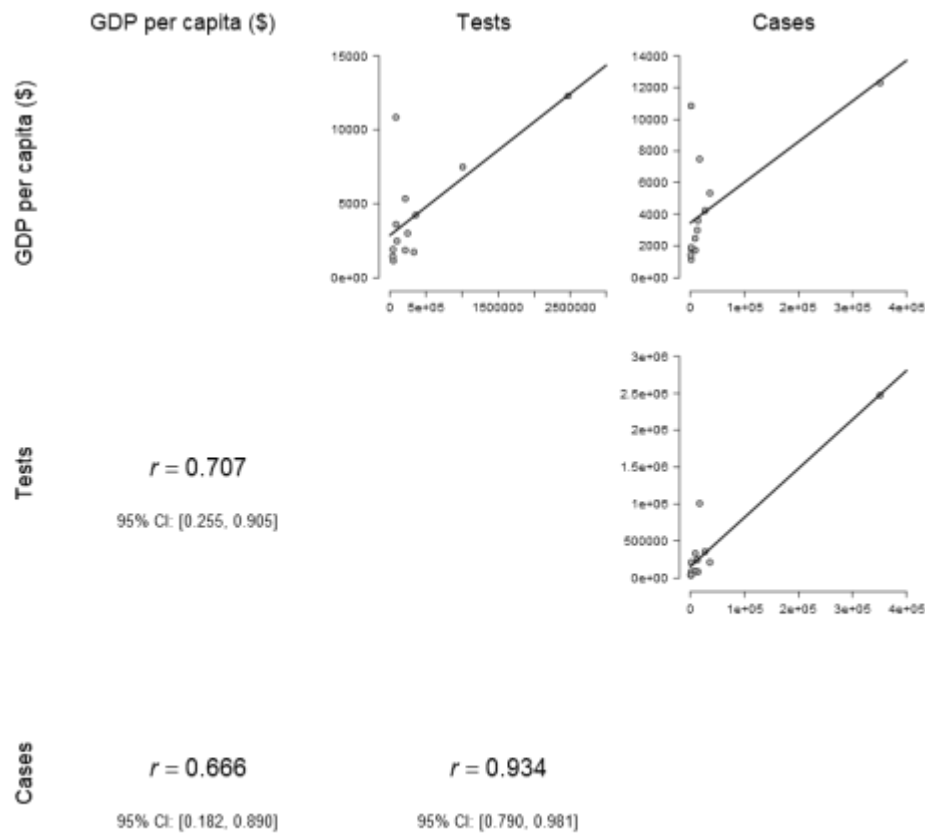 GDP per capita ($) Tests Cases
GDP per capita ($)
15000
10000
5000
0e+00
0 5e+05 1500000 2500000
14000
12000
10000
8000
6000
4000
2000
0e+00
0 1e+05 2e+05 3e+05 4e+05
Tests
r = 0.707
95% CI: [0.255, 0.905]
3e+06
2.5e+06
1.5e+06
1e+06
500000
0e+00
0 1e+05 2e+05 3e+05 4e+05
Cases
r = 0.666 r = 0.934
95% CI: [0.182, 0.890] 95% CI: [0.790, 0.981]